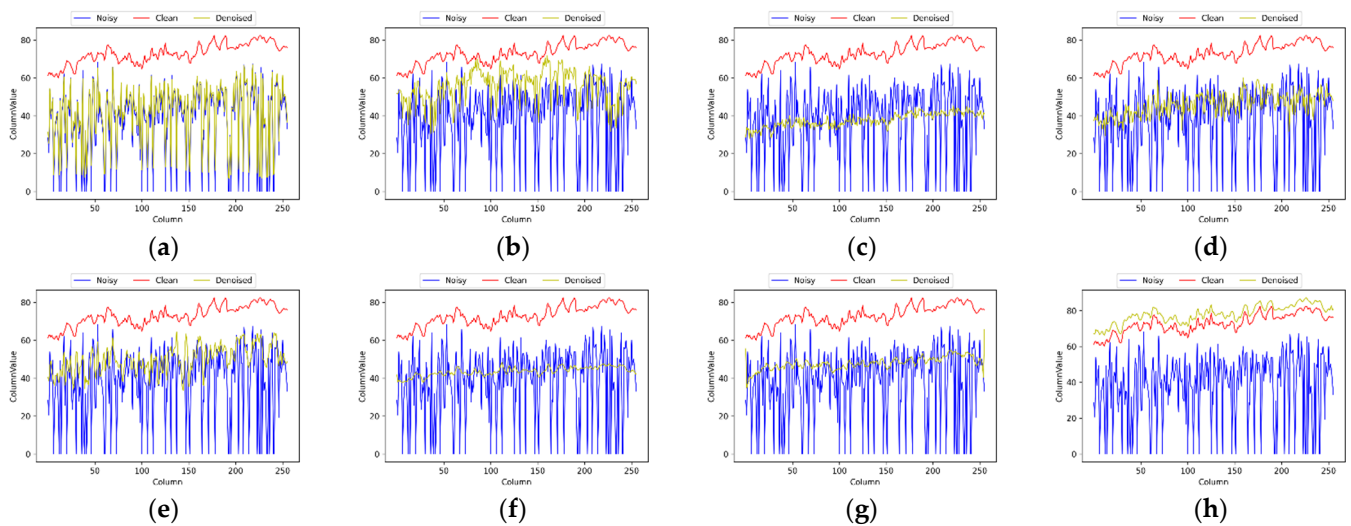 Noisy Clean Denoised Noisy Clean Denoised Noisy Clean Denoised Noisy Clean Denoised
80 80 80 80
60 60 60 60
ColumnValue ColumnValue ColumnValue ColumnValue
40 40 40 40
20 20 20 20
0 0 0 0
50 100 150 200 250 50 100 150 200 250 50 100 150 200 250 50 100 150 200 250
Column Column Column Column
(a) (b) (c) (d)
Noisy Clean Denoised Noisy Clean Denoised Noisy Clean Denoised Noisy Clean Denoised
80 80 80 80
60 60 60 60
ColumnValue ColumnValue ColumnValue ColumnValue
40 40 40 40
20 20 20 20
0 0 0 0
50 100 150 200 250 50 100 150 200 250 50 100 150 200 250 50 100 150 200 250
Column Column Column Column
(e) (f) (g) (h)